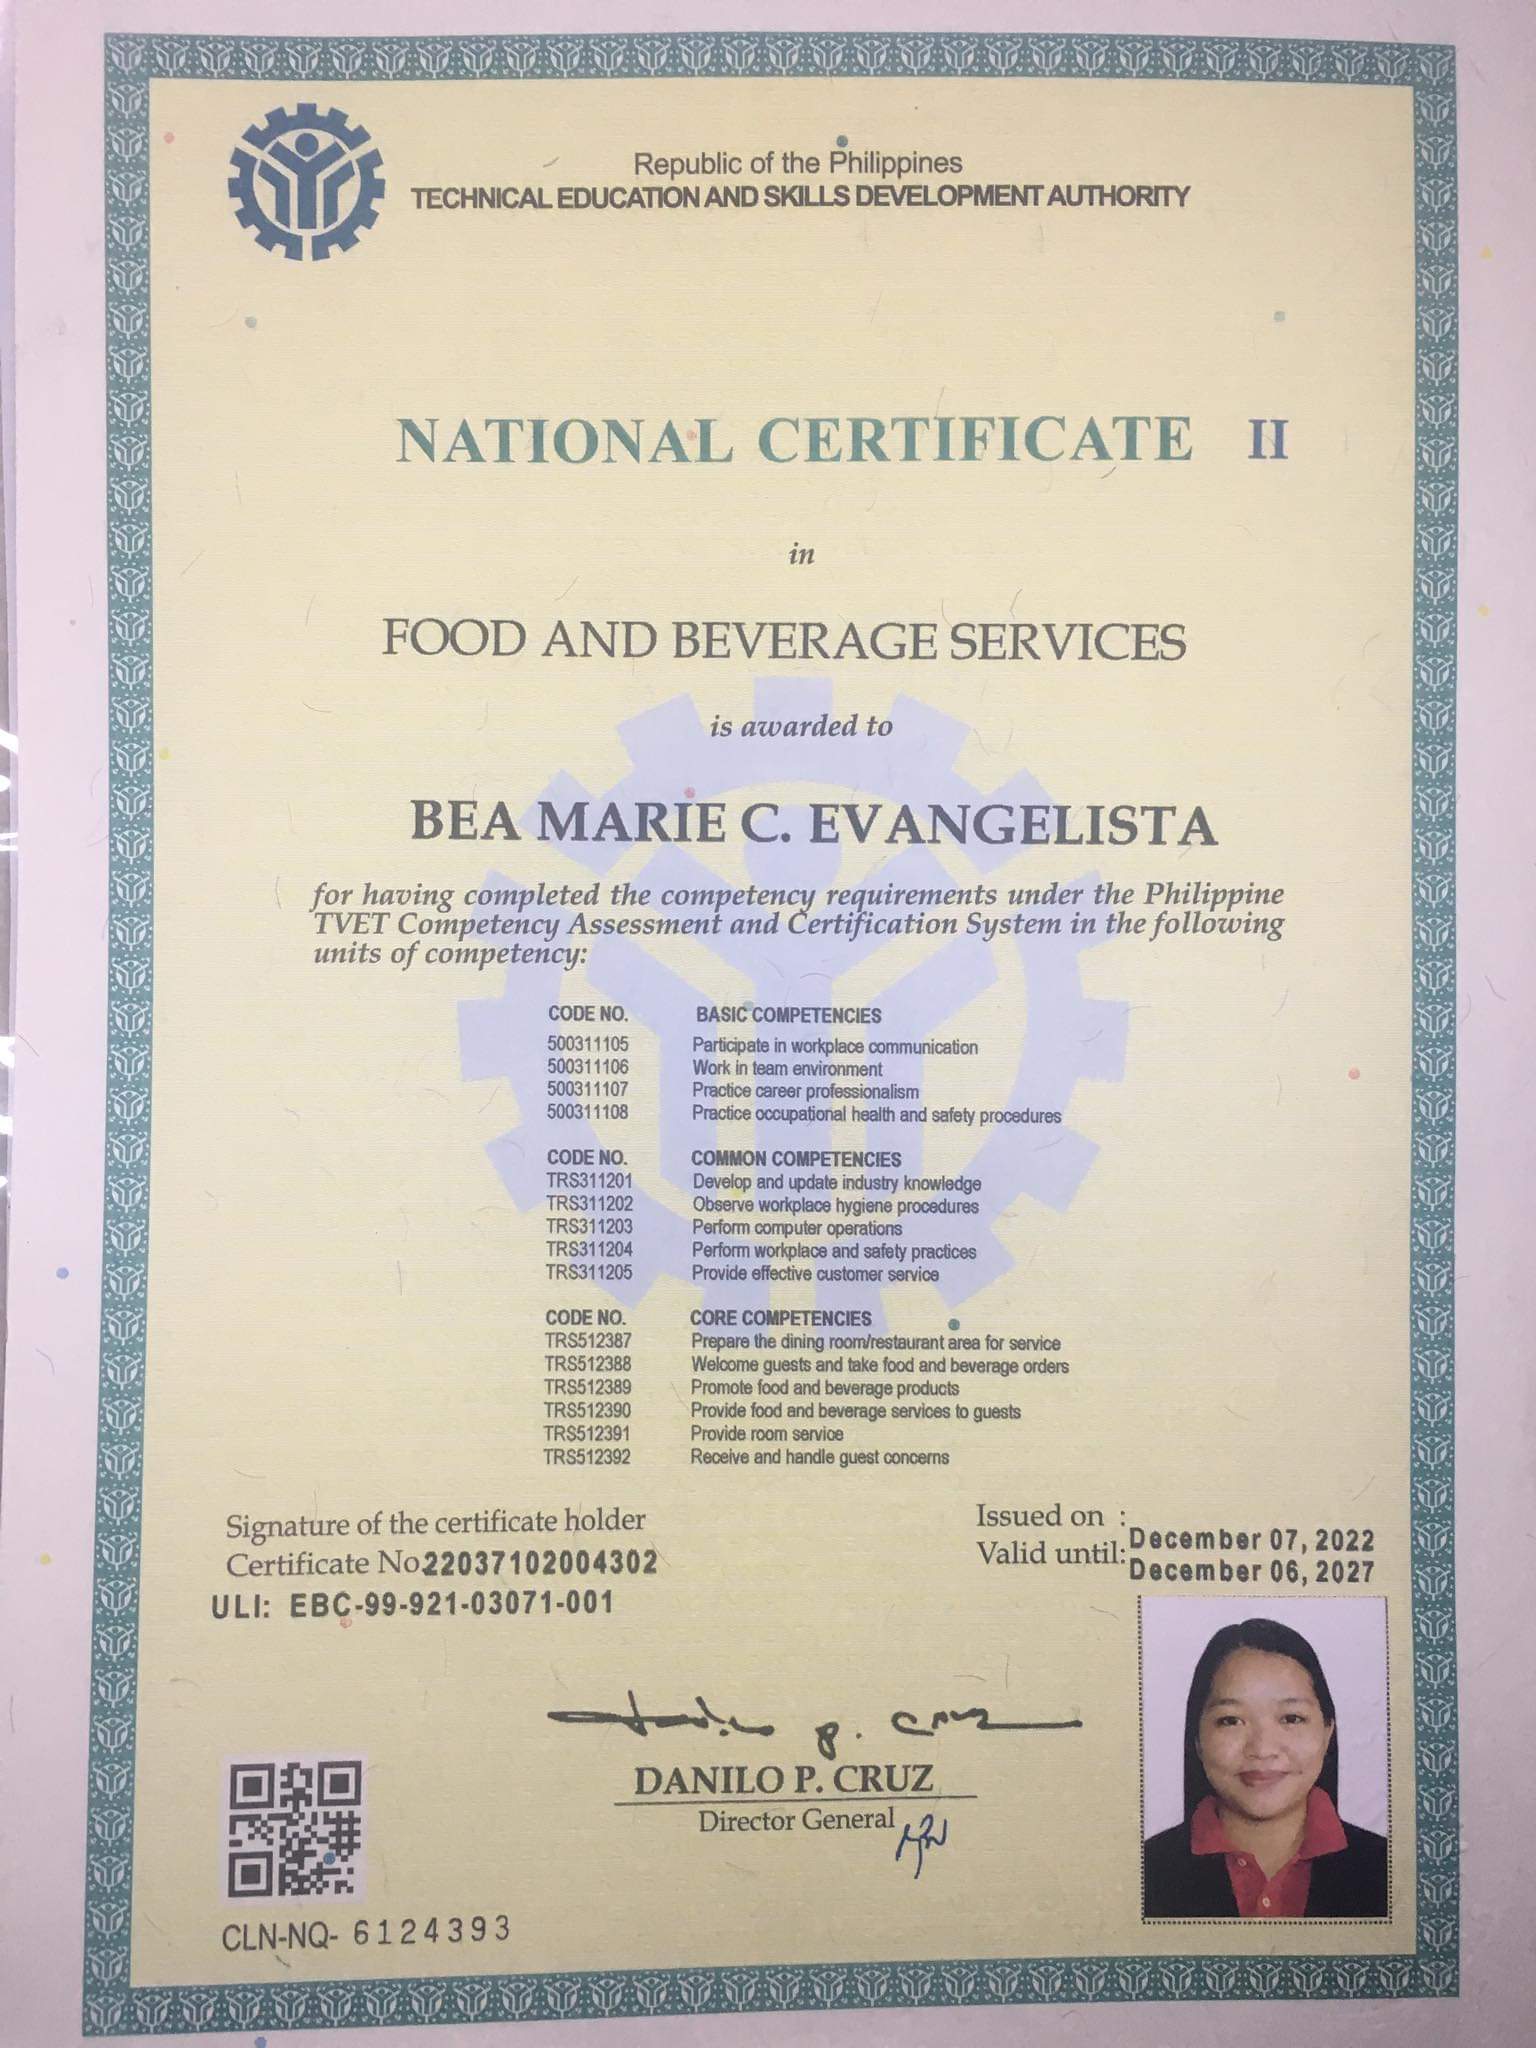 Republic of the Philippines
TECHNICAL EDUCATION AND SKILLS DEVELOPMENT AUTHORITY
NATIONAL CERTIFICATE II
in
FOOD AND BEVERAGE SERVICES
is awarded to
BEA MARIE C. EVANGELISTA
for having completed the competency requirements under the Philippine
TVET Competency Assessment and Certification System in the following
units of competency:
CODE NO. BASIC COMPETENCIES
500311105 Participate in workplace communication
500311106 Work in team environment
500311107 Practice career professionalism
500311108 Practice occupational health and safety procedures
CODE NO. COMMON COMPETENCIES
TRS311201 Develop and update industry knowledge
TRS311202 Observe workplace hygiene procedures
TRS311203 Perform computer operations
TRS311204 Perform workplace and safety practices
TRS311205 Provide effective customer service
CODE NO. CORE COMPETENCIES
TRS512387 Prepare the dining room/restaurant area for service
TRS512388 Welcome guests and take food and beverage orders
TRS512389 Promote food and beverage products
TRS512390 Provide food and beverage services to guests
TRS512391 Provide room service
TRS512392 Receive and handle guest concerns
Signature of the certificate holder
Certificate No. 22037102004302
ULI: EBC-99-921-03071-001
Issued on : December 07, 2022
Valid until: December 06, 2027
DANILO P. CRUZ
Director General
CLN-NQ- 6124393